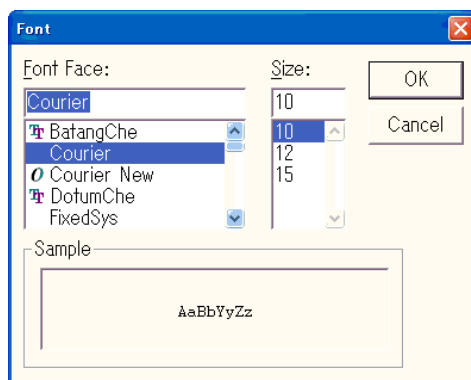 Font
Font Face:
Size:
Courier
10
OK
Cancel
BatangChe
Courier
Courier New
DotumChe
FixedSys
10
12
15
Sample
AaBbYyZz